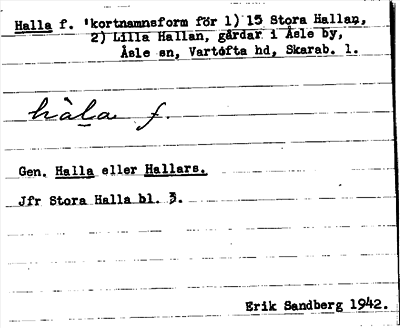 Halla f. 'kortnamnsform för 1) 15 Stora Hallan,
2) Lilla Hallan, gårdar i Åsle by,
Åsle sn, Vartofta hd, Skarab. l.
hàla f.
Gen. Halla eller Hallars.
Jfr Stora Halla bl. 3.
Erik Sandberg 1942.